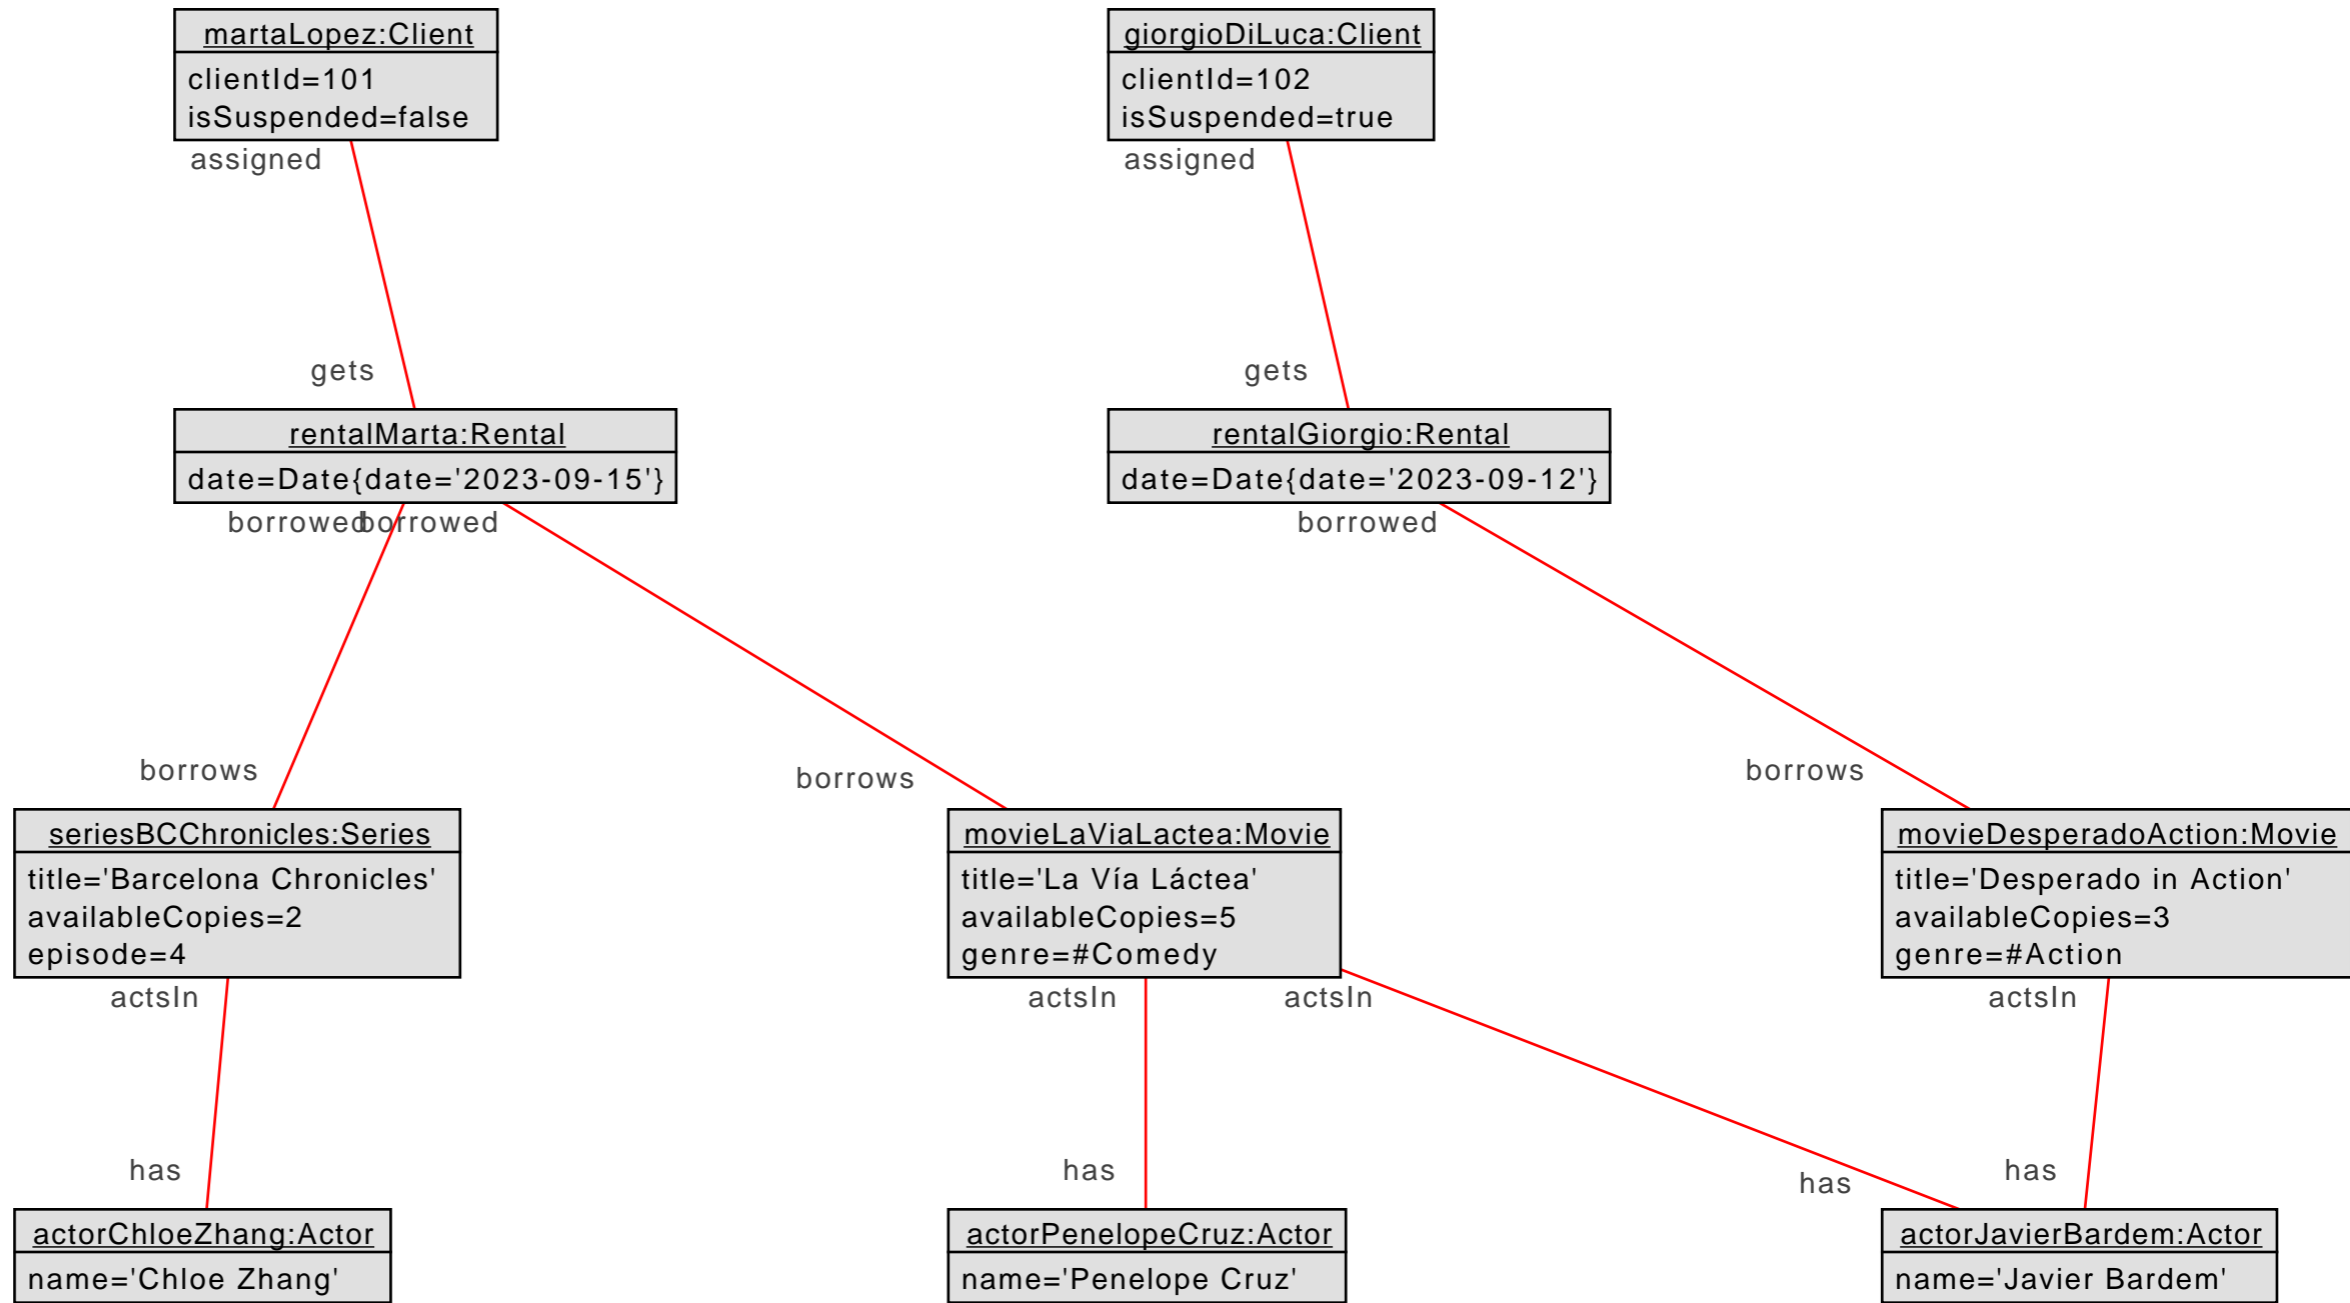 martaLopez:Client
clientId=101
isSuspended=false
assigned
giorgioDiLuca:Client
clientId=102
isSuspended=true
assigned
gets
gets
rentalMarta:Rental
date=Date{date='2023-09-15'}
borrowed
borrowed
rentalGiorgio:Rental
date=Date{date='2023-09-12'}
borrowed
borrows
borrows
borrows
seriesBCChronicles:Series
title='Barcelona Chronicles'
availableCopies=2
episode=4
actsIn
movieLaViaLactea:Movie
title='La Vía Láctea'
availableCopies=5
genre=#Comedy
actsIn
actsIn
movieDesperadoAction:Movie
title='Desperado in Action'
availableCopies=3
genre=#Action
actsIn
has
has
has
has
actorChloeZhang:Actor
name='Chloe Zhang'
actorPenelopeCruz:Actor
name='Penelope Cruz'
actorJavierBardem:Actor
name='Javier Bardem'